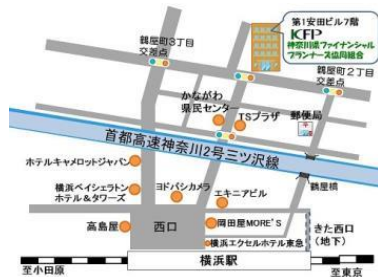 第1安田ビル7階
KFP
神奈川県ファイナンシャル
プランナーズ協同組合
鶴屋町3丁目
交差点
鶴屋町2丁目
交差点
かながわ
県民センター
TSプラザ
郵便局
首都高速神奈川2号三ツ沢線
ホテルキャメロットジャパン
鶴屋橋
横浜ベイシェラトン
ホテル&タワーズ
ヨドバシカメラ
エキニアビル
高島屋
西口
岡田屋MORE'S
きた西口
(地下)
横浜エクセルホテル東急
至小田原
横浜駅
至東京